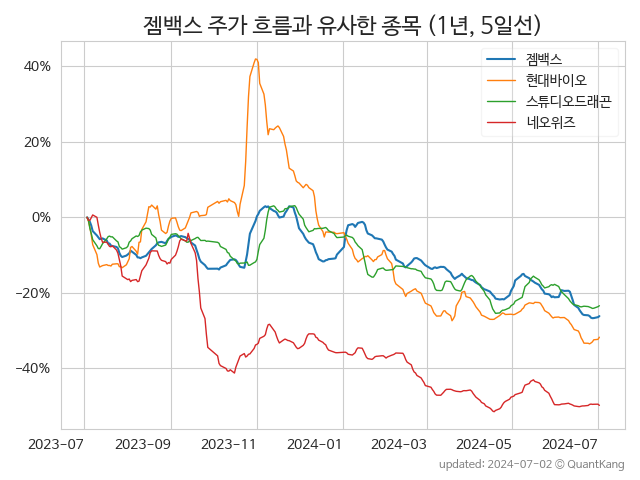 젬백스 주가 흐름과 유사한 종목 (1년, 5일선)
젬백스
현대바이오
스튜디오드래곤
네오위즈
40%
20%
0%
−20%
−40%
2023-07 2023-09 2023-11 2024-01 2024-03 2024-05 2024-07
updated: 2024-07-02 © QuantKang